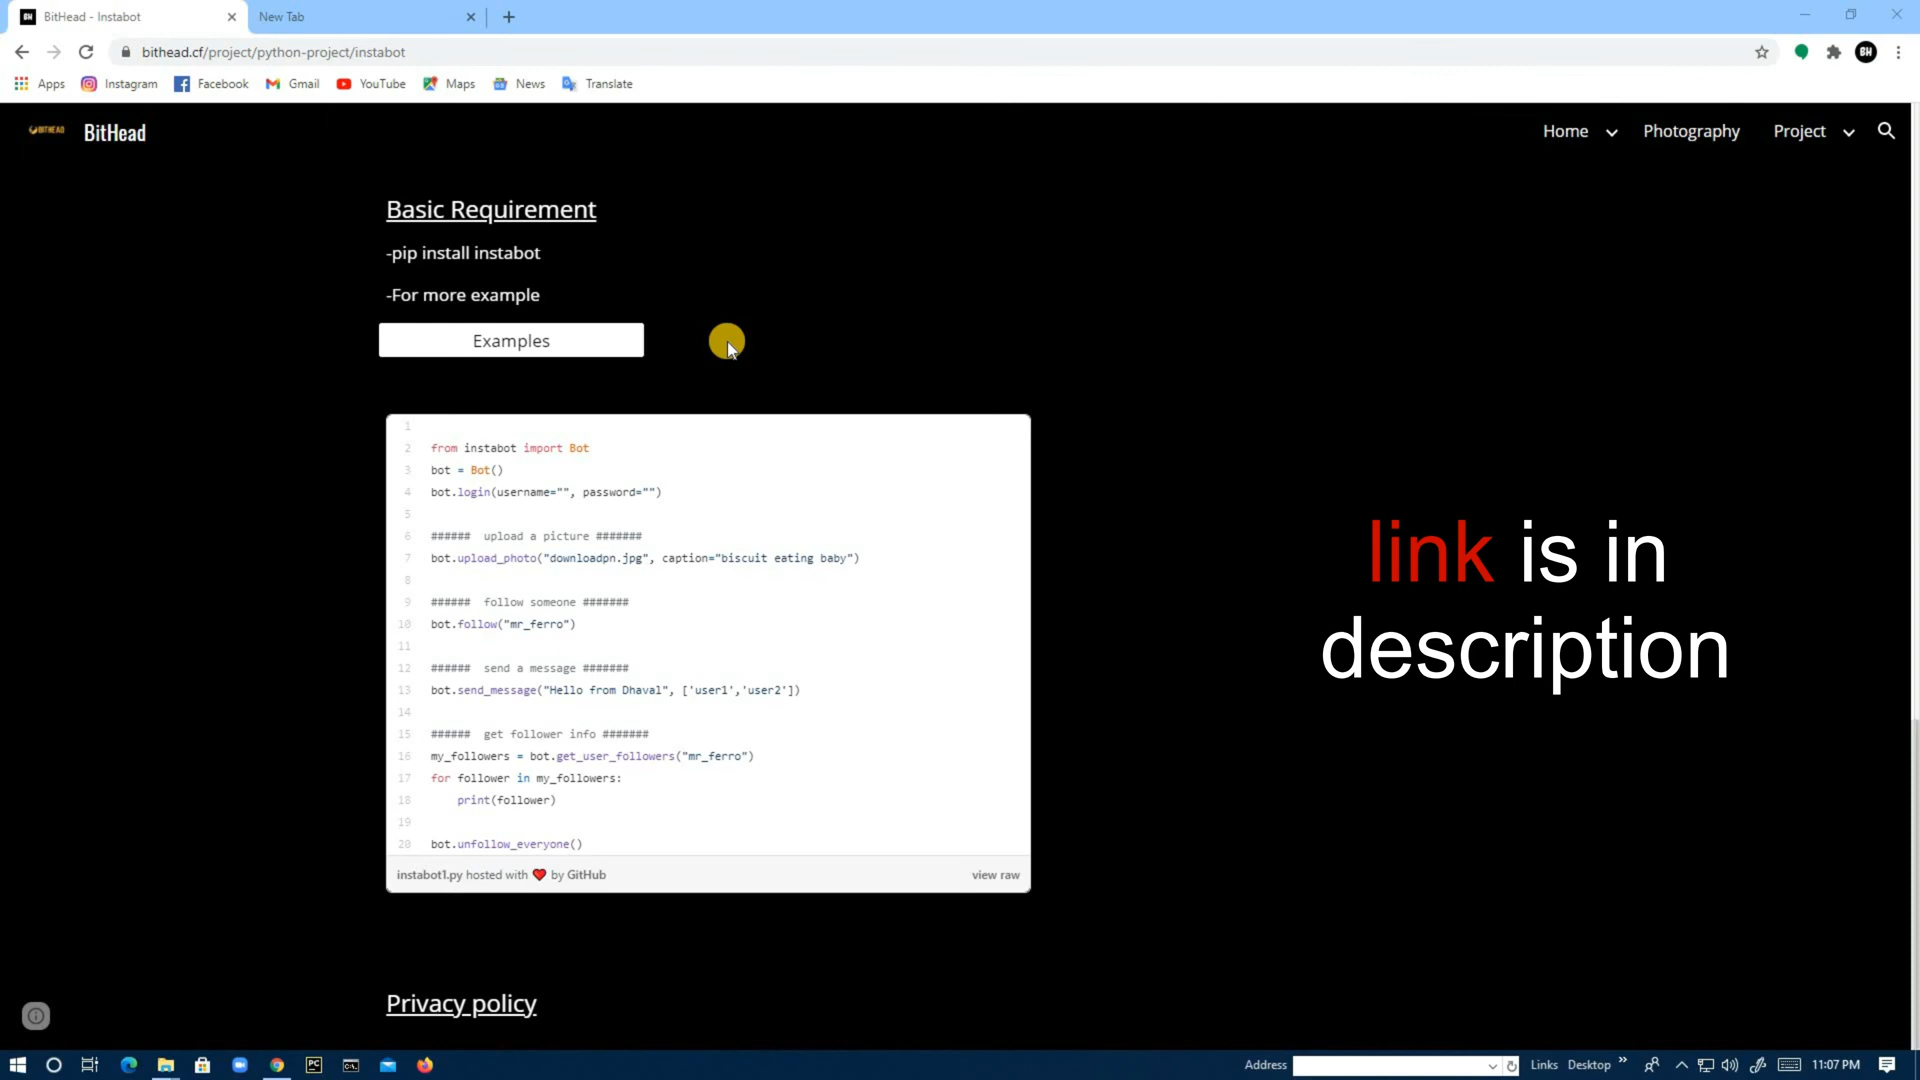 BH BitHead - Instabot
New Tab
bithead.cf/project/python-project/instabot
BH
Apps Instagram Facebook Gmail YouTube Maps News Translate
BITHEAD BitHead Home Photography Project
Basic Requirement
-pip install instabot
-For more example
Examples
1
2 from instabot import Bot
3 bot = Bot()
4 bot.login(username="", password="")
5
6 ###### upload a picture #######
7 bot.upload_photo("downloadpn.jpg", caption="biscuit eating baby")
8
9 ###### follow someone #######
10 bot.follow("mr_ferro")
11
12 ###### send a message #######
13 bot.send_message("Hello from Dhaval", ['user1','user2'])
14
15 ###### get follower info #######
16 my_followers = bot.get_user_followers("mr_ferro")
17 for follower in my_followers:
18 print(follower)
19
20 bot.unfollow_everyone()
instabot1.py hosted with ❤ by GitHub view raw
link is in
description
Privacy policy
PC C:\. Address Links Desktop » 11:07 PM